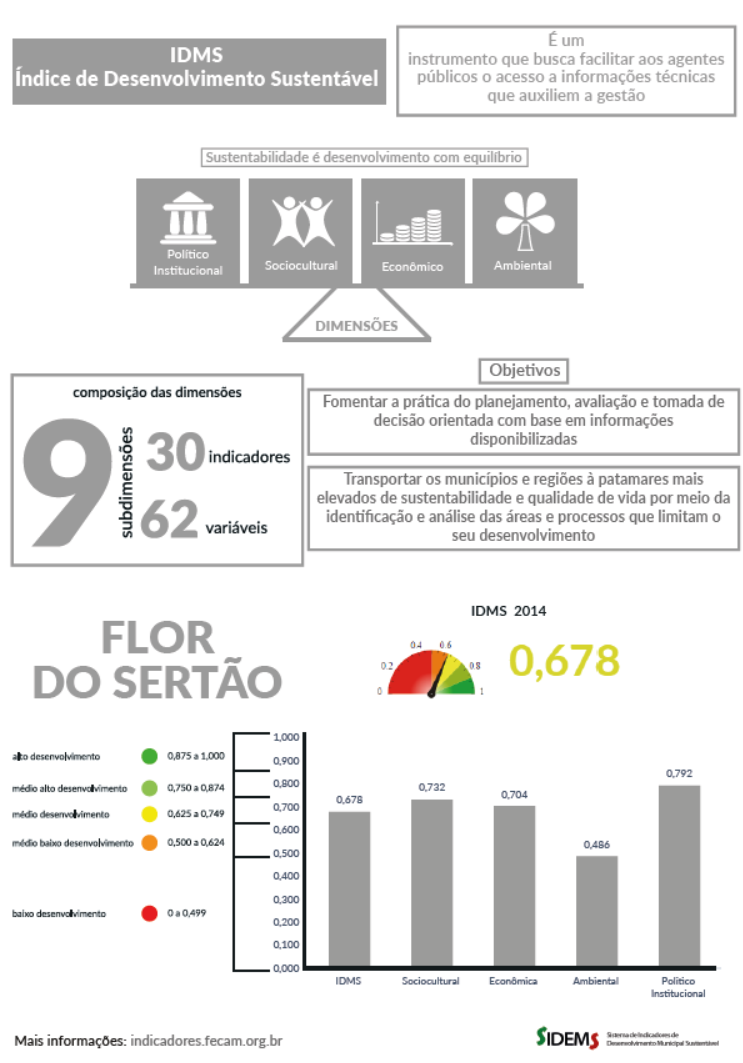 IDMS
Índice de Desenvolvimento Sustentável
É um
instrumento que busca facilitar aos agentes
públicos o acesso a informações técnicas
que auxiliem a gestão
Sustentabilidade é desenvolvimento com equilíbrio
Político
Institucional
Sociocultural
Econômico
Ambiental
DIMENSÕES
composição das dimensões
9
subdimensões
30 indicadores
62 variáveis
Objetivos
Fomentar a prática do planejamento, avaliação e tomada de
decisão orientada com base em informações
disponibilizadas
Transportar os municípios e regiões à patamares mais
elevados de sustentabilidade e qualidade de vida por meio da
identificação e análise das áreas e processos que limitam o
seu desenvolvimento
FLOR
DO SERTÃO
IDMS 2014
0
0.2
0.4
0.6
0.8
1
0,678
alto desenvolvimento 0,875 a 1,000
médio alto desenvolvimento 0,750 a 0,874
médio desenvolvimento 0,625 a 0,749
médio baixo desenvolvimento 0,500 a 0,624
baixo desenvolvimento 0 a 0,499
1,000
0,900
0,800
0,700
0,600
0,500
0,400
0,300
0,200
0,100
0,000
0,678
0,732
0,704
0,486
0,792
IDMS
Sociocultural
Econômica
Ambiental
Político
Institucional
Mais informações: indicadores.fecam.org.br
SIDEMS
Sistema de Indicadores de
Desenvolvimento Municipal Sustentável